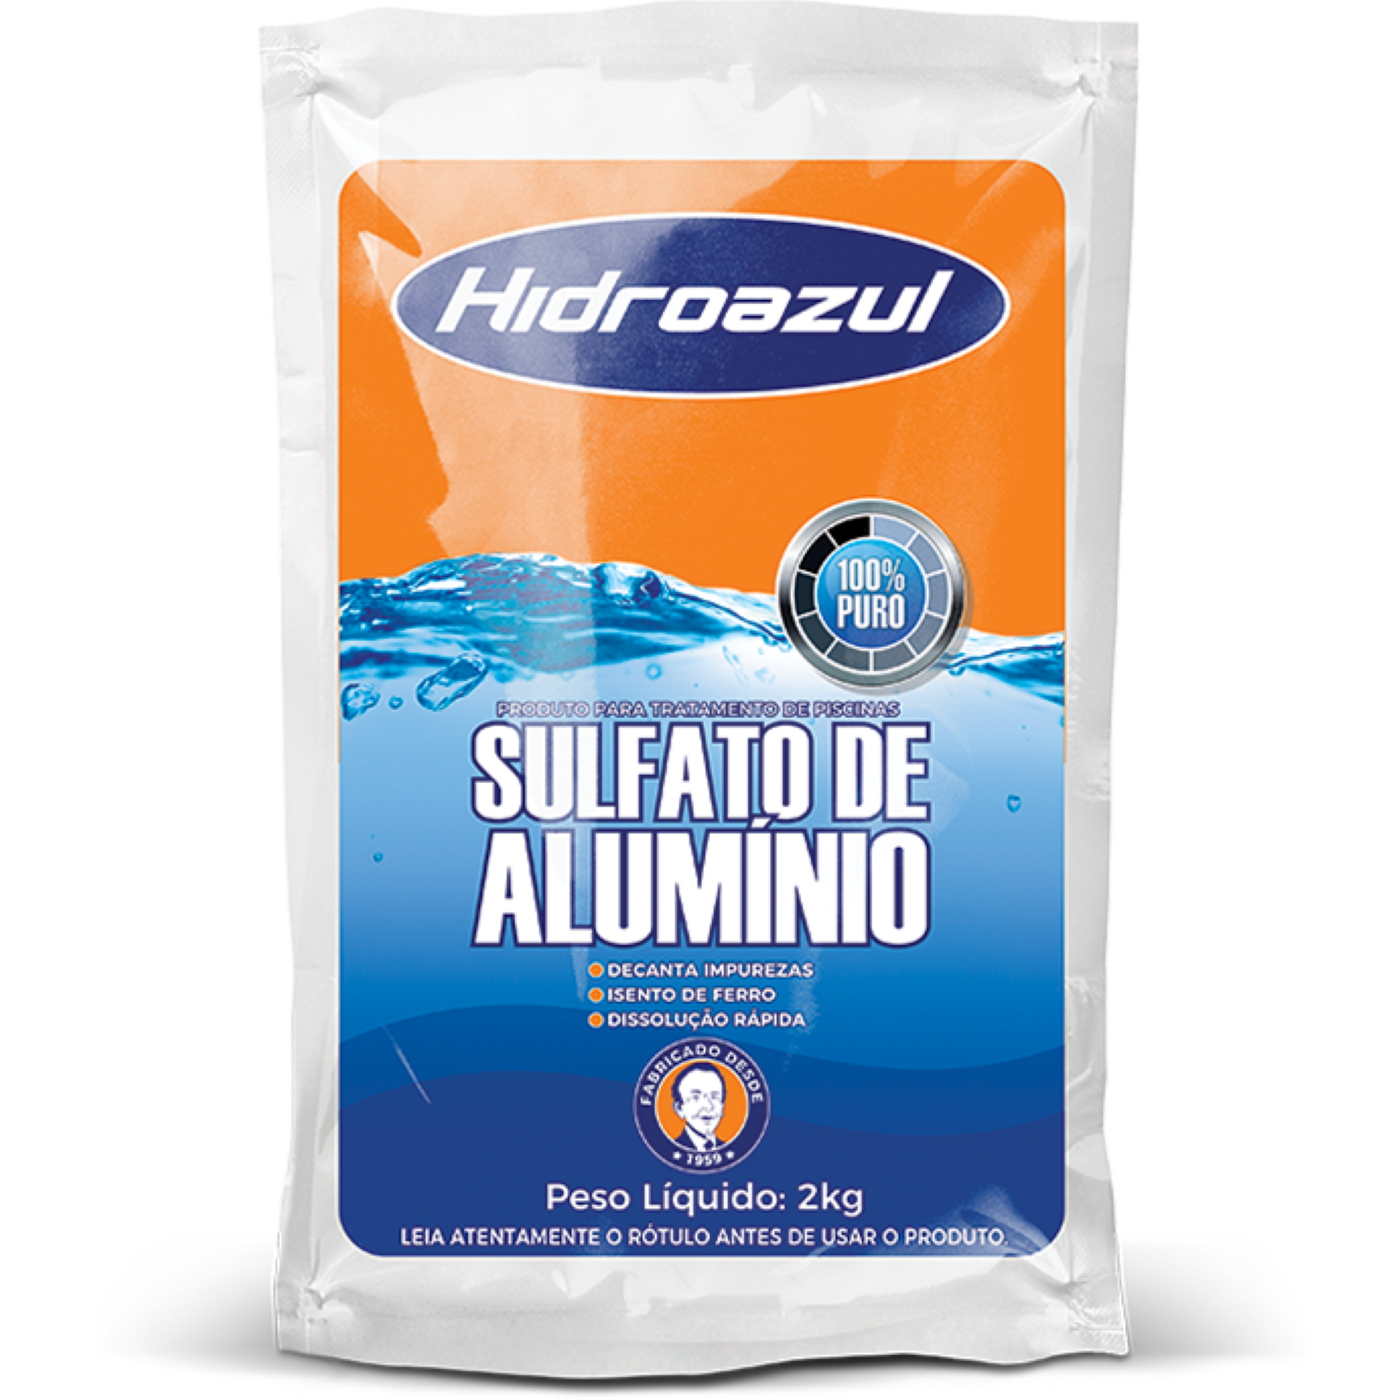 Hidroazul
100%
PURO
PRODUTO PARA TRATAMENTO DE PISCINAS
SULFATO DE
ALUMÍNIO
DECANTA IMPUREZAS
ISENTO DE FERRO
DISSOLUÇÃO RÁPIDA
FABRICADO DESDE
1959
Peso Líquido: 2kg
LEIA ATENTAMENTE O RÓTULO ANTES DE USAR O PRODUTO.